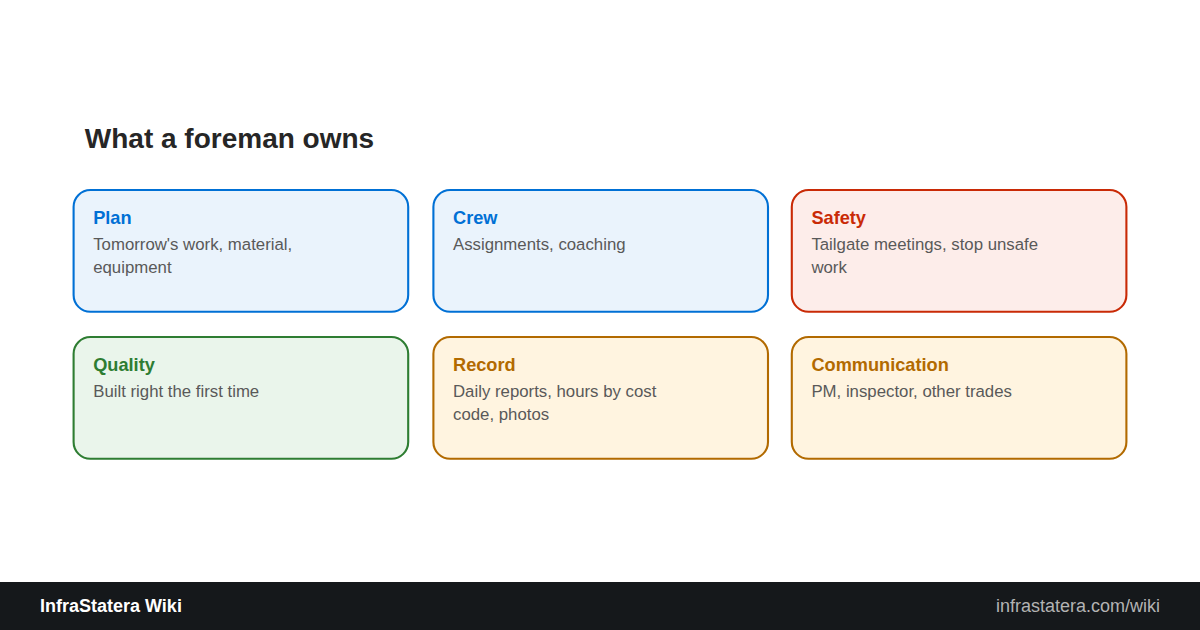 What a foreman owns
Plan
Tomorrow's work, material,
equipment
Crew
Assignments, coaching
Safety
Tailgate meetings, stop unsafe
work
Quality
Built right the first time
Record
Daily reports, hours by cost
code, photos
Communication
PM, inspector, other trades
InfraStatera Wiki
infrastatera.com/wiki